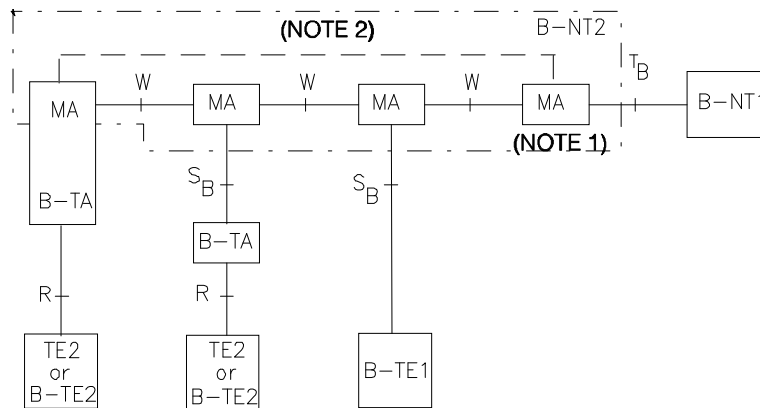 (NOTE 2)
B-NT2
W
W
W
T
B
MA
MA
MA
MA
B-NT1
(NOTE 1)
S
B
S
B
B-TA
B-TA
R
R
TE2
or
B-TE2
TE2
or
B-TE2
B-TE1